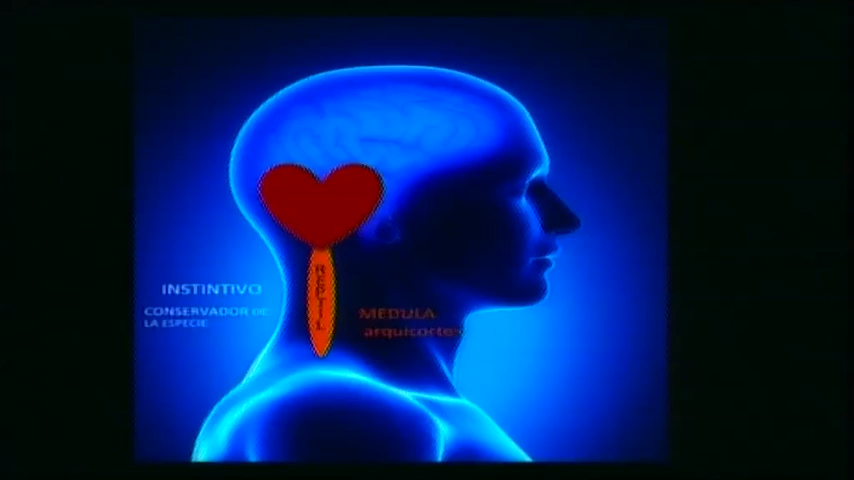 INSTINTIVO
CONSERVADOR DE
LA ESPECIE
REPTIL
MEDULA
arquicortex